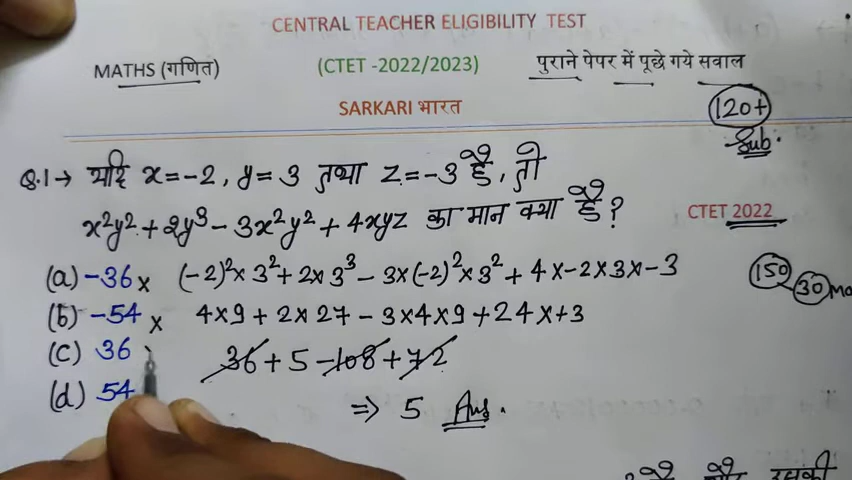 CENTRAL TEACHER ELIGIBILITY TEST
MATHS (गणित) (CTET -2022/2023) पुराने पेपर में पूछे गये सवाल
SARKARI भारत
120+
Sub.
Q.1→ यदि x=-2, y=3 तथा z=-3 है, तो
x²y² + 2y³ - 3x²y² + 4xyz का मान क्या है?
CTET 2022
(a) -36 × (-2)²×3² + 2×3³ - 3×(-2)²×3² + 4×-2×3×-3
150
30
(b) -54 × 4×9 + 2×27 - 3×4×9 + 24×+3
(c) 36 36+5-108+72
(d) 54 ⇒ 5 Ans.